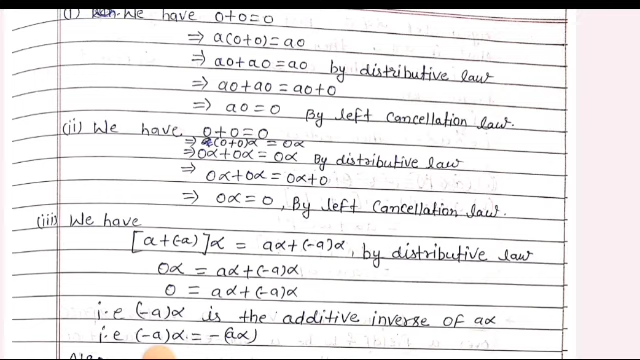 (i) We have 0+0=0
⇒ a(0+0)=a0
⇒ a0+a0=a0 by distributive law
⇒ a0+a0=a0+0
⇒ a0=0 By left cancellation law.
(ii) We have, 0+0=0
⇒ (0+0)α = 0α
⇒ 0α+0α = 0α By distributive law
⇒ 0α+0α = 0α+0
⇒ 0α=0, By left cancellation law.
(iii) We have
[a+(-a)]α = aα+(-a)α, by distributive law
0α = aα+(-a)α
0 = aα+(-a)α
i.e (-a)α is the additive inverse of aα
i.e (-a)α = -(aα)